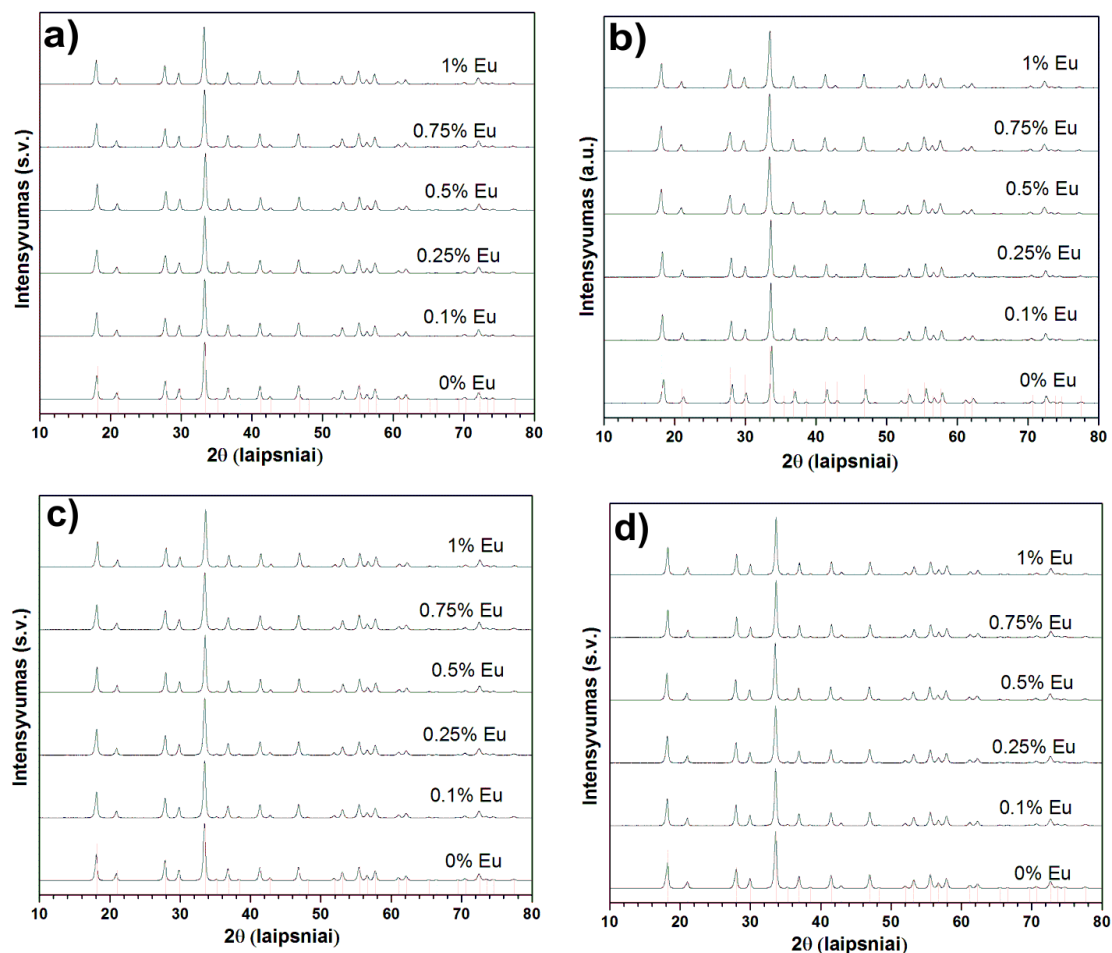 a)
1% Eu
0.75% Eu
0.5% Eu
0.25% Eu
0.1% Eu
0% Eu
Intensyvumas (s.v.)
10 20 30 40 50 60 70 80
2θ (laipsniai)
b)
1% Eu
0.75% Eu
0.5% Eu
0.25% Eu
0.1% Eu
0% Eu
Intensyvumas (a.u.)
10 20 30 40 50 60 70 80
2θ (laipsniai)
c)
1% Eu
0.75% Eu
0.5% Eu
0.25% Eu
0.1% Eu
0% Eu
Intensyvumas (s.v.)
10 20 30 40 50 60 70 80
2θ (laipsniai)
d)
1% Eu
0.75% Eu
0.5% Eu
0.25% Eu
0.1% Eu
0% Eu
Intensyvumas (s.v.)
10 20 30 40 50 60 70 80
2θ (laipsniai)